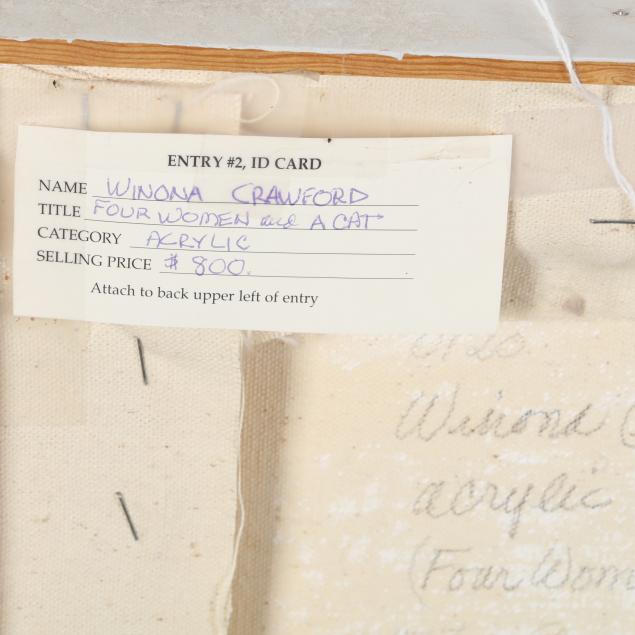 ENTRY #2, ID CARD
NAME WINONA CRAWFORD
TITLE FOUR WOMEN and A CAT
CATEGORY ACRYLIC
SELLING PRICE $ 800.
Attach to back upper left of entry
Winona
acrylic
(Four Wom